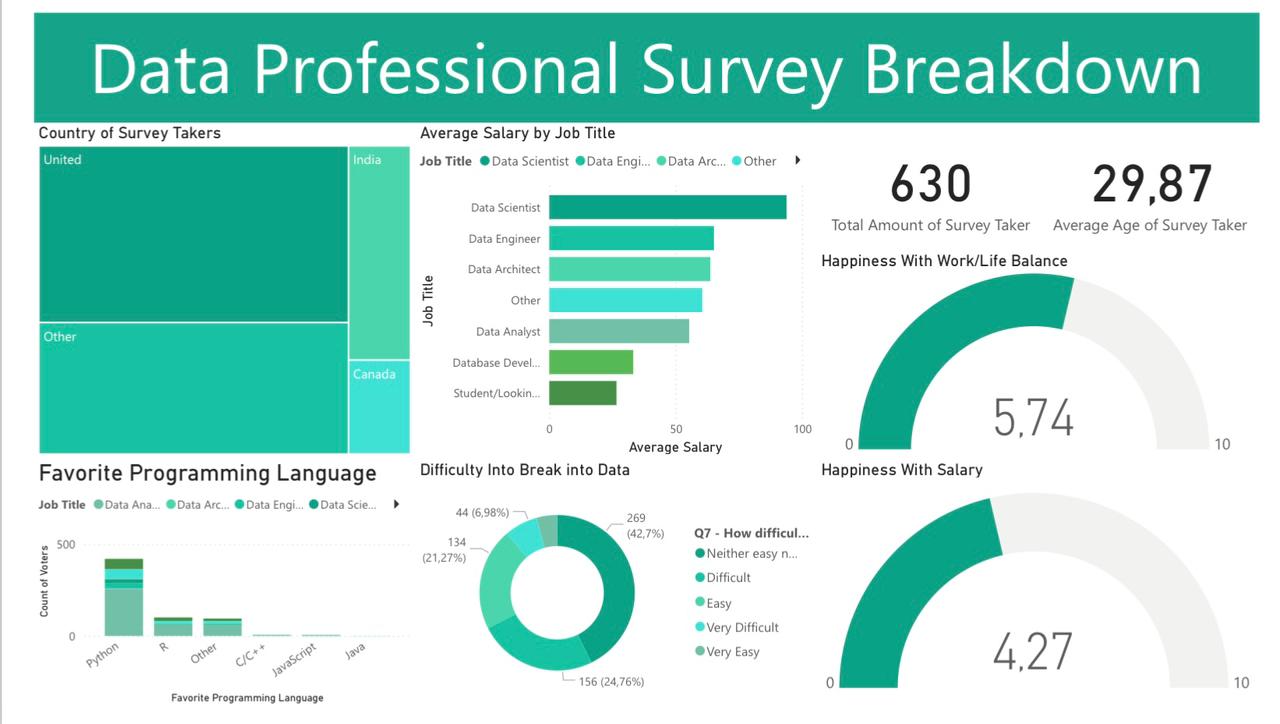 Data Professional Survey Breakdown
Country of Survey Takers
United
India
Other
Canada
Average Salary by Job Title
Job Title Data Scientist Data Engi... Data Arc... Other
Job Title
Data Scientist
Data Engineer
Data Architect
Other
Data Analyst
Database Devel...
Student/Lookin...
0 50 100
Average Salary
630
Total Amount of Survey Taker
29,87
Average Age of Survey Taker
Happiness With Work/Life Balance
5,74
0 10
Favorite Programming Language
Job Title Data Ana... Data Arc... Data Engi... Data Scie...
Count of Voters
500
0
Python R Other C/C++ JavaScript Java
Favorite Programming Language
Difficulty Into Break into Data
44 (6,98%)
269
(42,7%)
134
(21,27%)
156 (24,76%)
Q7 - How difficul...
Neither easy n...
Difficult
Easy
Very Difficult
Very Easy
Happiness With Salary
4,27
0 10